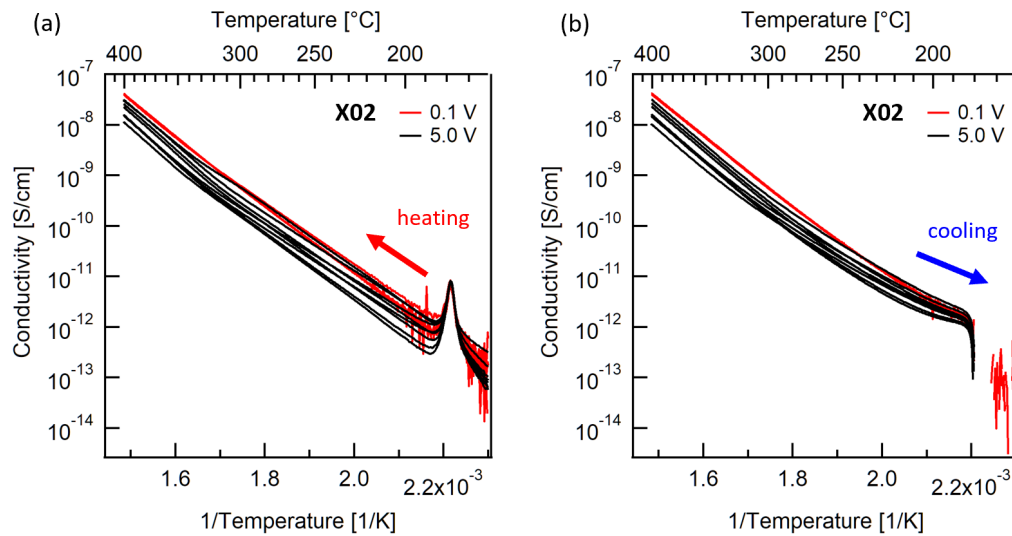 (a)
Temperature [°C]
400 300 250 200
10⁻⁷
10⁻⁸
10⁻⁹
10⁻¹⁰
10⁻¹¹
10⁻¹²
10⁻¹³
10⁻¹⁴
Conductivity [S/cm]
X02
0.1 V
5.0 V
heating
1.6 1.8 2.0 2.2x10⁻³
1/Temperature [1/K]
(b)
Temperature [°C]
400 300 250 200
10⁻⁷
10⁻⁸
10⁻⁹
10⁻¹⁰
10⁻¹¹
10⁻¹²
10⁻¹³
10⁻¹⁴
Conductivity [S/cm]
X02
0.1 V
5.0 V
cooling
1.6 1.8 2.0 2.2x10⁻³
1/Temperature [1/K]